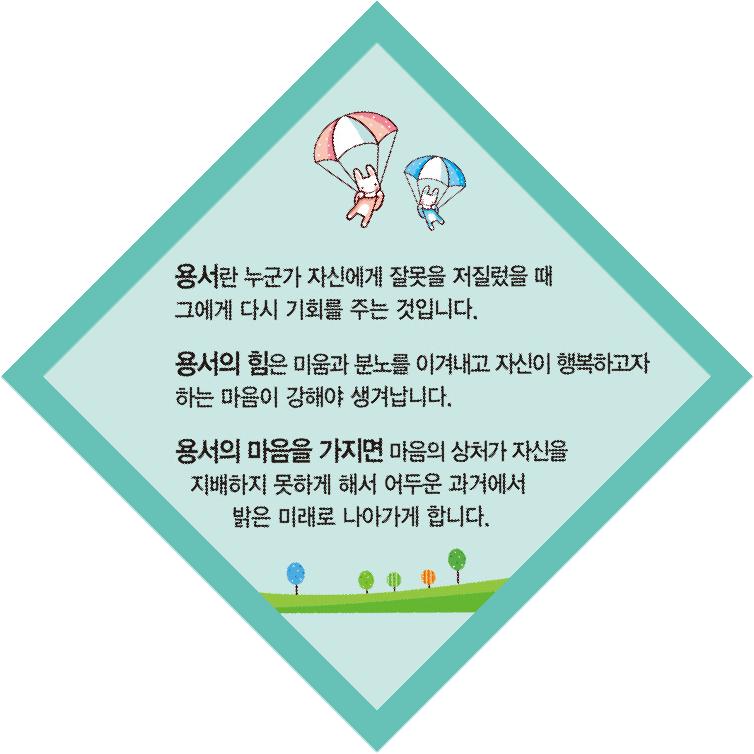 용서란 누군가 자신에게 잘못을 저질렀을 때
그에게 다시 기회를 주는 것입니다.
용서의 힘은 미움과 분노를 이겨내고 자신이 행복하고자
하는 마음이 강해야 생겨납니다.
용서의 마음을 가지면 마음의 상처가 자신을
지배하지 못하게 해서 어두운 과거에서
밝은 미래로 나아가게 합니다.